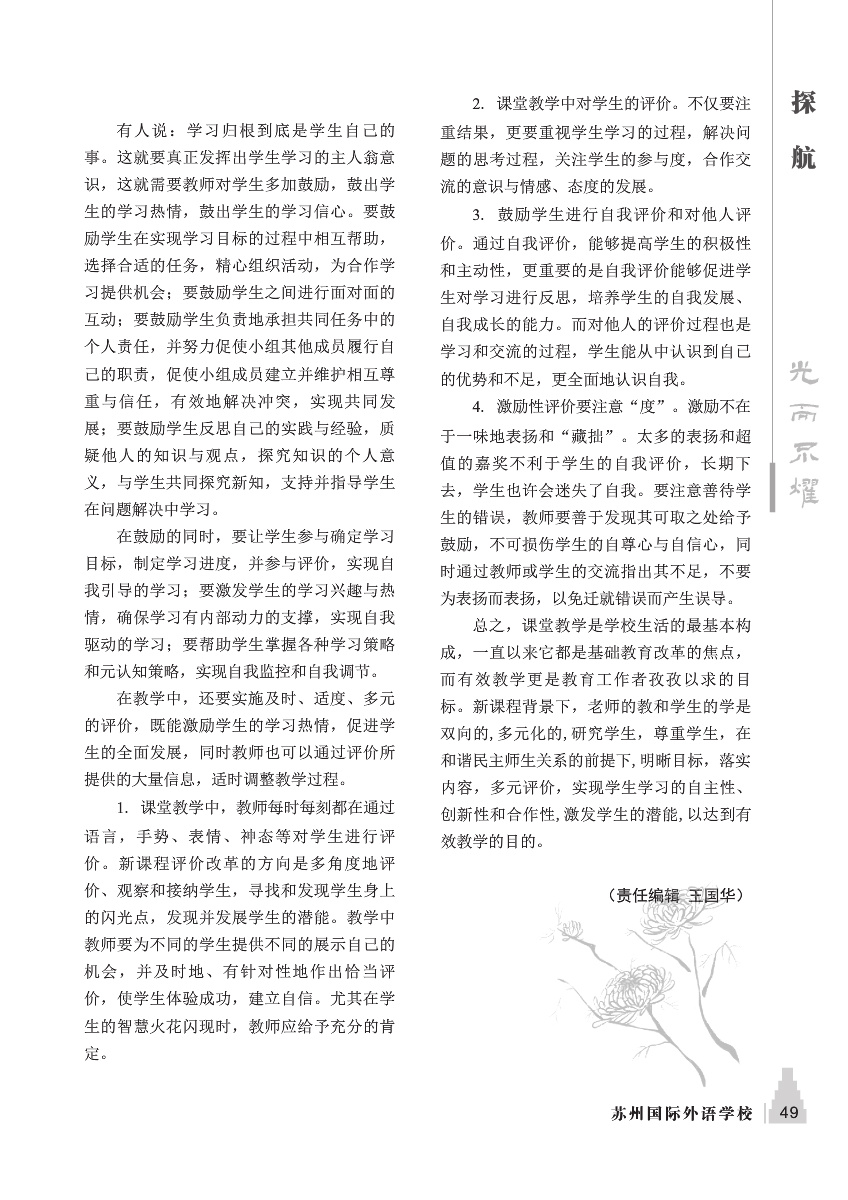 有人说：学习归根到底是学生自己的
事。这就要真正发挥出学生学习的主人翁意
识，这就需要教师对学生多加鼓励，鼓出学
生的学习热情，鼓出学生的学习信心。要鼓
励学生在实现学习目标的过程中相互帮助，
选择合适的任务，精心组织活动，为合作学
习提供机会；要鼓励学生之间进行面对面的
互动；要鼓励学生负责地承担共同任务中的
个人责任，并努力促使小组其他成员履行自
己的职责，促使小组成员建立并维护相互尊
重与信任，有效地解决冲突，实现共同发
展；要鼓励学生反思自己的实践与经验，质
疑他人的知识与观点，探究知识的个人意
义，与学生共同探究新知，支持并指导学生
在问题解决中学习。
在鼓励的同时，要让学生参与确定学习
目标，制定学习进度，并参与评价，实现自
我引导的学习；要激发学生的学习兴趣与热
情，确保学习有内部动力的支撑，实现自我
驱动的学习；要帮助学生掌握各种学习策略
和元认知策略，实现自我监控和自我调节。
在教学中，还要实施及时、适度、多元
的评价，既能激励学生的学习热情，促进学
生的全面发展，同时教师也可以通过评价所
提供的大量信息，适时调整教学过程。
1. 课堂教学中，教师每时每刻都在通过
语言，手势、表情、神态等对学生进行评
价。新课程评价改革的方向是多角度地评
价、观察和接纳学生，寻找和发现学生身上
的闪光点，发现并发展学生的潜能。教学中
教师要为不同的学生提供不同的展示自己的
机会，并及时地、有针对性地作出恰当评
价，使学生体验成功，建立自信。尤其在学
生的智慧火花闪现时，教师应给予充分的肯
定。
2. 课堂教学中对学生的评价。不仅要注
重结果，更要重视学生学习的过程，解决问
题的思考过程，关注学生的参与度，合作交
流的意识与情感、态度的发展。
3. 鼓励学生进行自我评价和对他人评
价。通过自我评价，能够提高学生的积极性
和主动性，更重要的是自我评价能够促进学
生对学习进行反思，培养学生的自我发展、
自我成长的能力。而对他人的评价过程也是
学习和交流的过程，学生能从中认识到自已
的优势和不足，更全面地认识自我。
4. 激励性评价要注意“度”。激励不在
于一味地表扬和“藏拙”。太多的表扬和超
值的嘉奖不利于学生的自我评价，长期下
去，学生也许会迷失了自我。要注意善待学
生的错误，教师要善于发现其可取之处给予
鼓励，不可损伤学生的自尊心与自信心，同
时通过教师或学生的交流指出其不足，不要
为表扬而表扬，以免迁就错误而产生误导。
总之，课堂教学是学校生活的最基本构
成，一直以来它都是基础教育改革的焦点，
而有效教学更是教育工作者孜孜以求的目
标。新课程背景下，老师的教和学生的学是
双向的,多元化的,研究学生，尊重学生，在
和谐民主师生关系的前提下,明晰目标，落实
内容，多元评价，实现学生学习的自主性、
创新性和合作性,激发学生的潜能,以达到有
效教学的目的。
（责任编辑 王国华）
探航
光而不耀
苏州国际外语学校 49